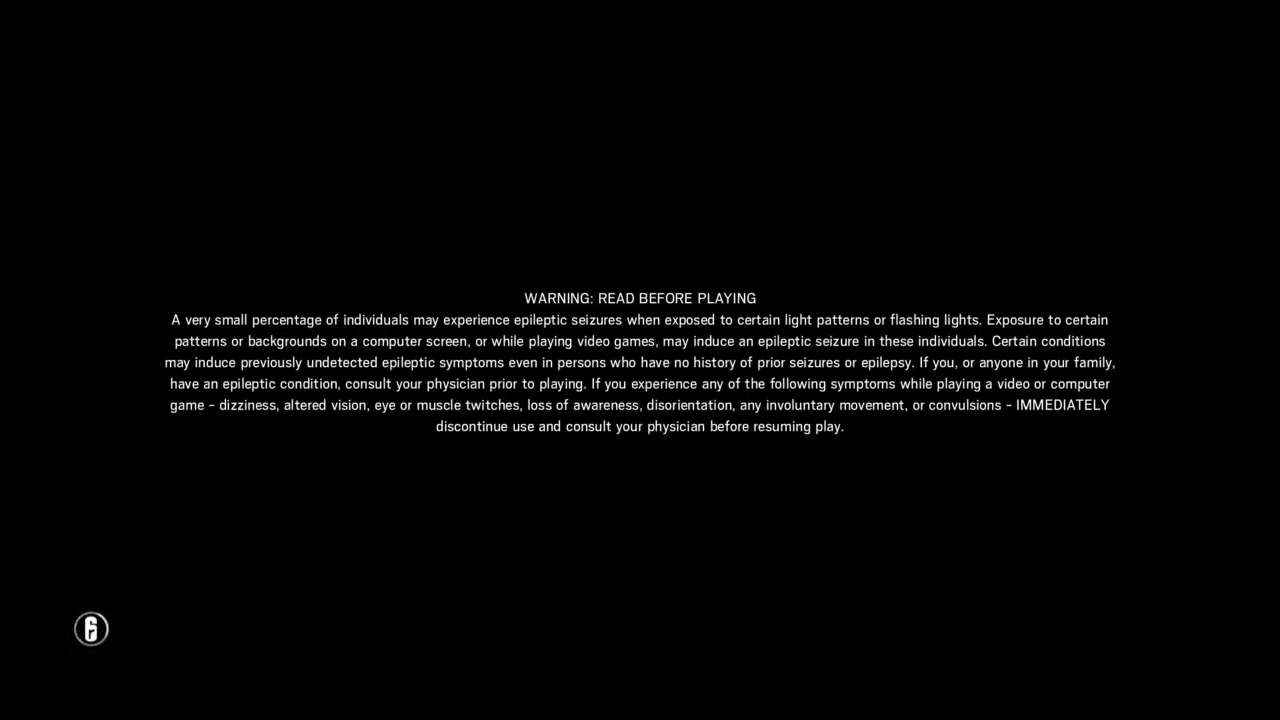 WARNING: READ BEFORE PLAYING
A very small percentage of individuals may experience epileptic seizures when exposed to certain light patterns or flashing lights. Exposure to certain
patterns or backgrounds on a computer screen, or while playing video games, may induce an epileptic seizure in these individuals. Certain conditions
may induce previously undetected epileptic symptoms even in persons who have no history of prior seizures or epilepsy. If you, or anyone in your family,
have an epileptic condition, consult your physician prior to playing. If you experience any of the following symptoms while playing a video or computer
game – dizziness, altered vision, eye or muscle twitches, loss of awareness, disorientation, any involuntary movement, or convulsions – IMMEDIATELY
discontinue use and consult your physician before resuming play.
6